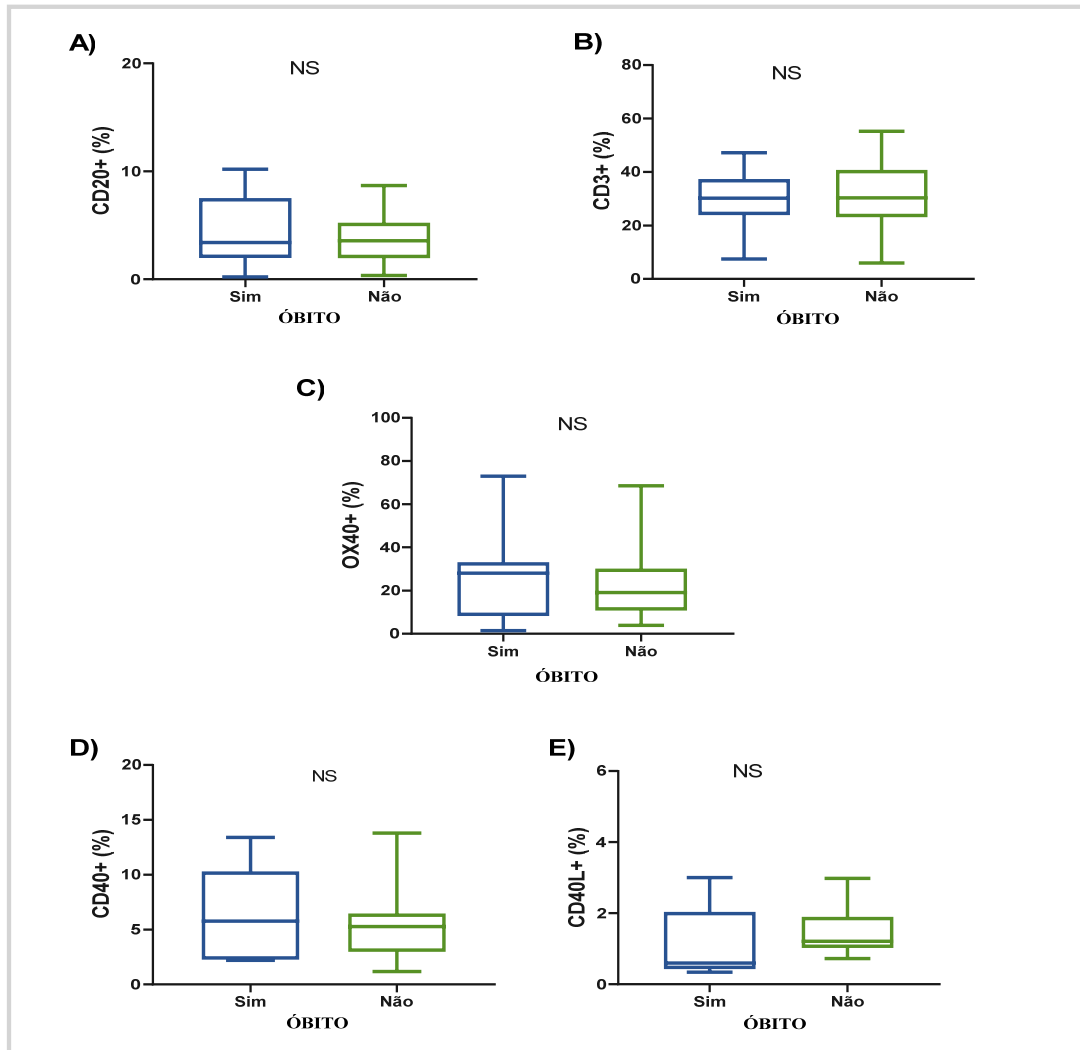 A)
NS
20
10
0
CD20+ (%)
Sim Não
ÓBITO
B)
NS
80
60
40
20
0
CD3+ (%)
Sim Não
ÓBITO
C)
NS
100
80
60
40
20
0
OX40+ (%)
Sim Não
ÓBITO
D)
NS
20
15
10
5
0
CD40+ (%)
Sim Não
ÓBITO
E)
NS
6
4
2
0
CD40L+ (%)
Sim Não
ÓBITO